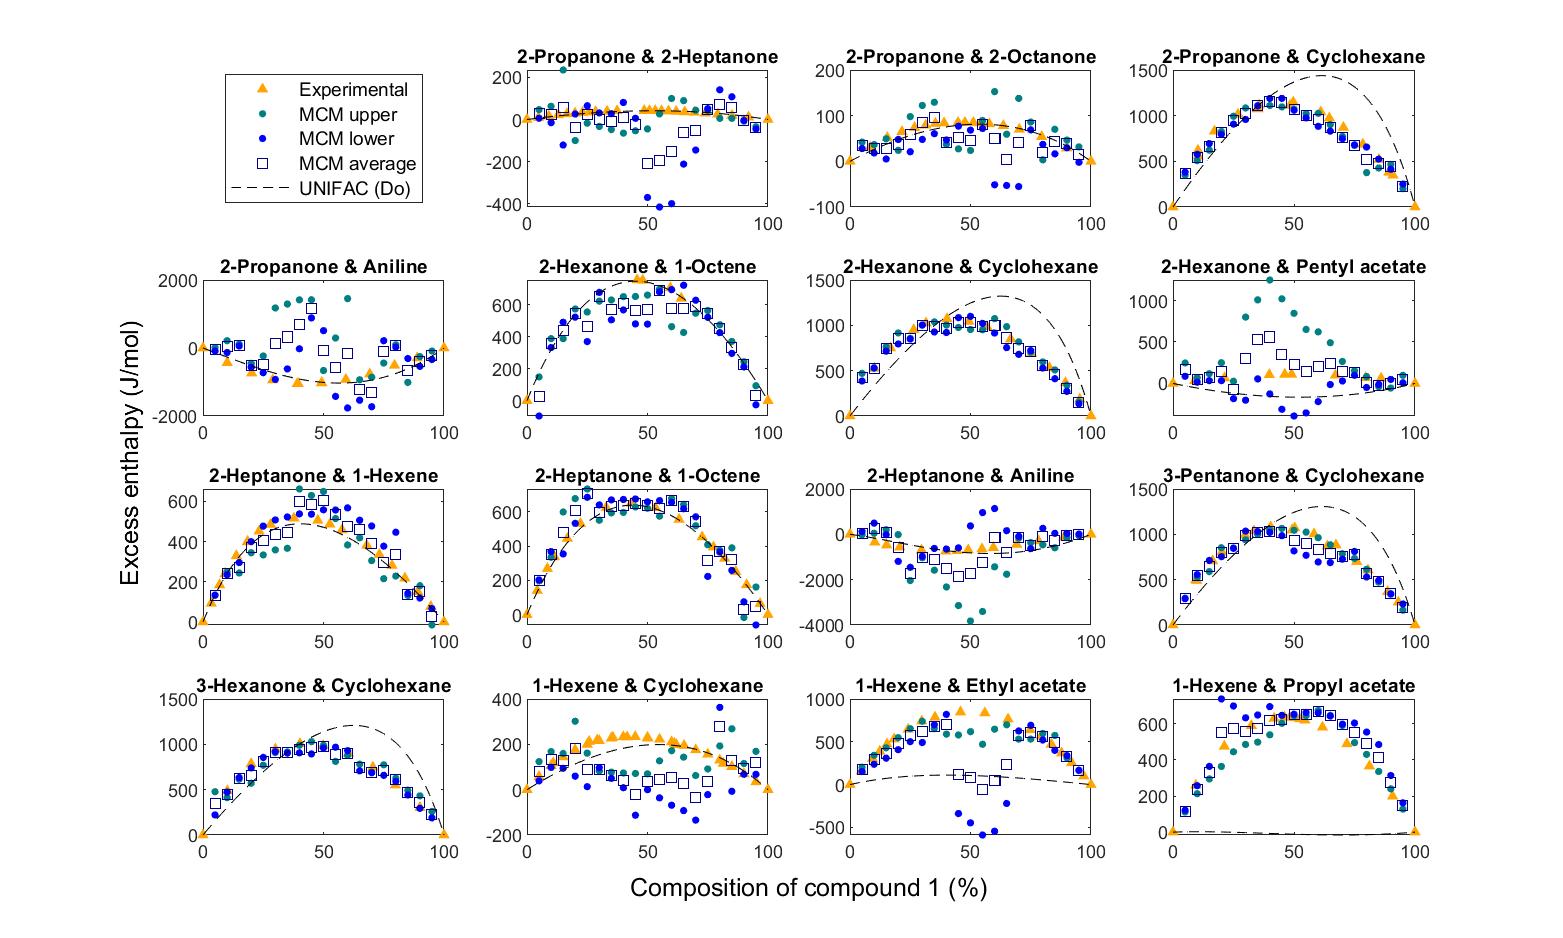 Experimental
MCM upper
MCM lower
MCM average
UNIFAC (Do)
2-Propanone & 2-Heptanone
200
0
-200
-400
0 50 100
2-Propanone & 2-Octanone
200
100
0
-100
0 50 100
2-Propanone & Cyclohexane
1500
1000
500
0
0 50 100
2-Propanone & Aniline
2000
0
-2000
0 50 100
2-Hexanone & 1-Octene
600
400
200
0
0 50 100
2-Hexanone & Cyclohexane
1500
1000
500
0
0 50 100
2-Hexanone & Pentyl acetate
1000
500
0
0 50 100
2-Heptanone & 1-Hexene
600
400
200
0
0 50 100
2-Heptanone & 1-Octene
600
400
200
0
0 50 100
2-Heptanone & Aniline
2000
0
-2000
-4000
0 50 100
3-Pentanone & Cyclohexane
1500
1000
500
0
0 50 100
3-Hexanone & Cyclohexane
1500
1000
500
0
0 50 100
1-Hexene & Cyclohexane
400
200
0
-200
0 50 100
1-Hexene & Ethyl acetate
1000
500
0
-500
0 50 100
1-Hexene & Propyl acetate
600
400
200
0
0 50 100
Excess enthalpy (J/mol)
Composition of compound 1 (%)